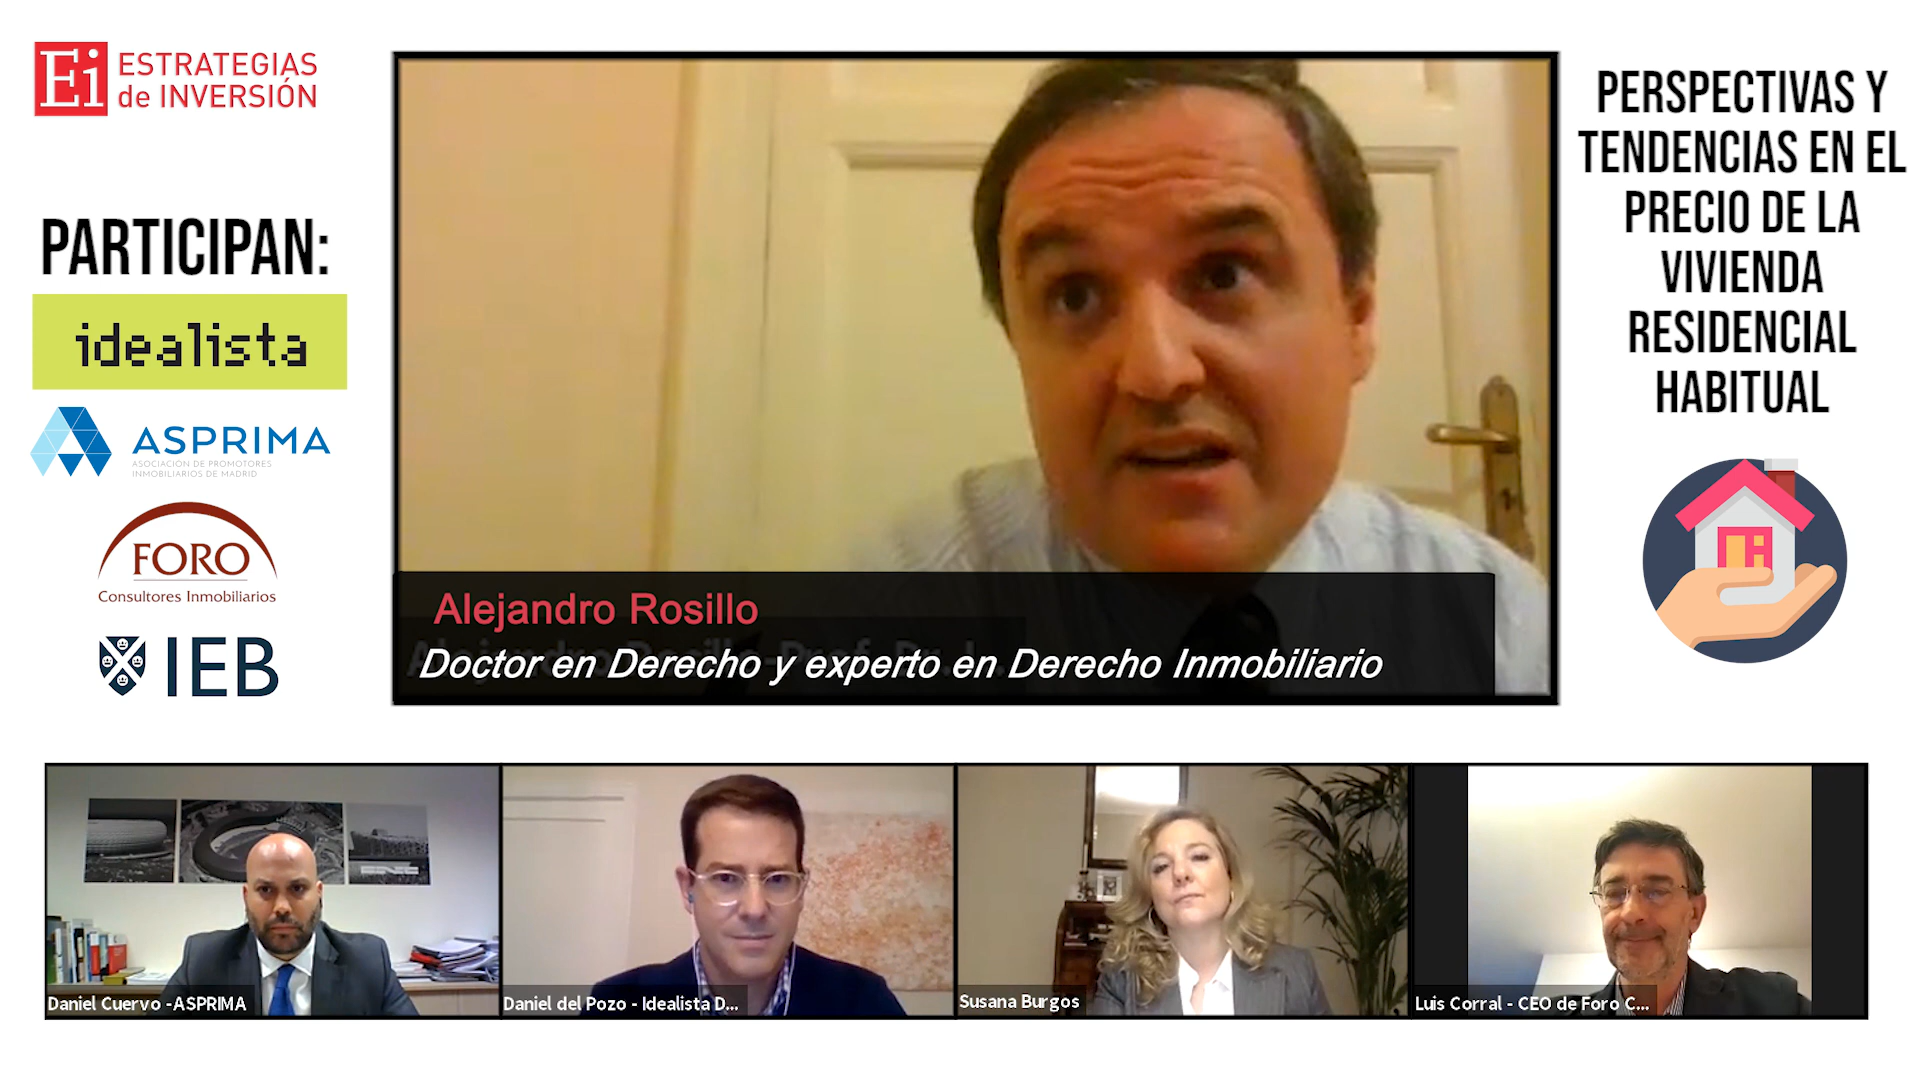 Ei ESTRATEGIAS
de INVERSIÓN
PARTICIPAN:
idealista
ASPRIMA
ASOCIACION DE PROMOTORES
INMOBILIARIOS DE MADRID
FORO
Consultores Inmobiliarios
IEB
Alejandro Rosillo
Doctor en Derecho y experto en Derecho Inmobiliario
PERSPECTIVAS Y
TENDENCIAS EN EL
PRECIO DE LA
VIVIENDA
RESIDENCIAL
HABITUAL
Daniel Cuervo -ASPRIMA
Daniel del Pozo - Idealista D...
Susana Burgos
Luis Corral - CEO de Foro C...